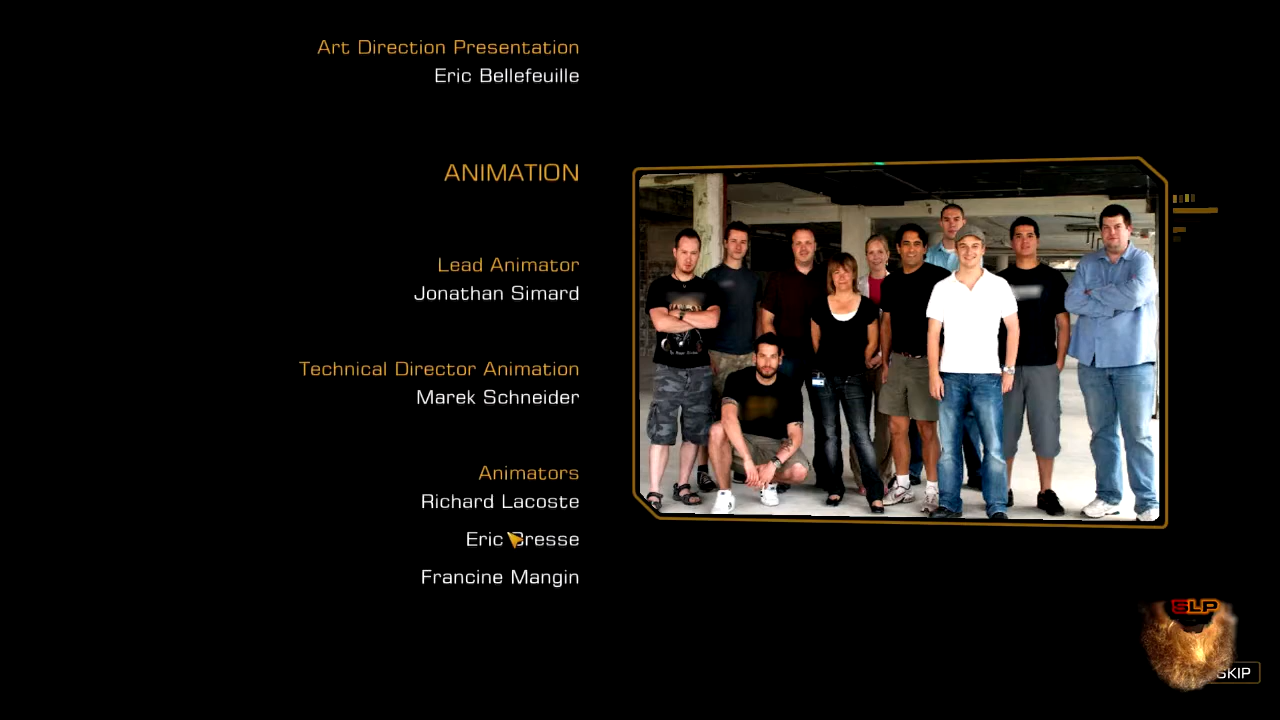 Art Direction Presentation
Eric Bellefeuille
ANIMATION
Lead Animator
Jonathan Simard
Technical Director Animation
Marek Schneider
Animators
Richard Lacoste
Eric Bresse
Francine Mangin
SLP
SKIP